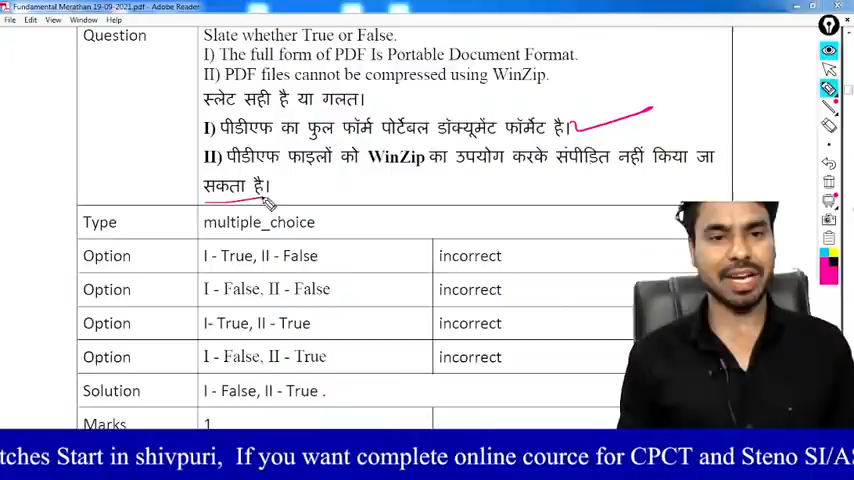 Fundamental Merathan 19-09-2021.pdf - Adobe Reader
File Edit View Window Help
Question
Slate whether True or False.
I) The full form of PDF Is Portable Document Format.
II) PDF files cannot be compressed using WinZip.
स्लेट सही है या गलत।
I) पीडीएफ का फुल फॉर्म पोर्टेबल डॉक्यूमेंट फॉर्मेट है।
II) पीडीएफ फाइलों को WinZip का उपयोग करके संपीडित नहीं किया जा
सकता है।
Type multiple_choice
Option I - True, II - False incorrect
Option I - False, II - False incorrect
Option I- True, II - True incorrect
Option I - False, II - True incorrect
Solution I - False, II - True .
Marks 1
tches Start in shivpuri, If you want complete online cource for CPCT and Steno SI/AS